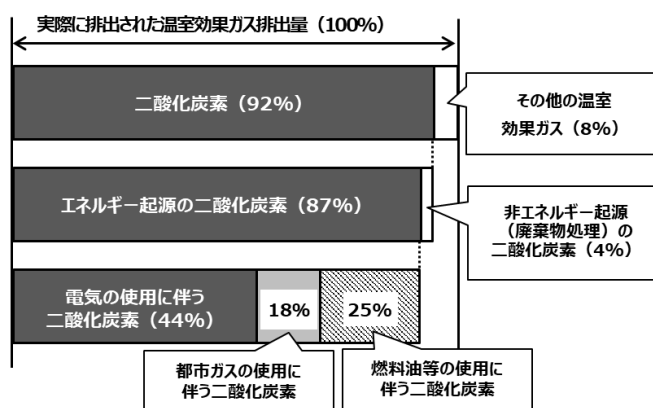 実際に排出された温室効果ガス排出量（100%）
二酸化炭素（92%）
その他の温室
効果ガス（8%）
エネルギー起源の二酸化炭素（87%）
非エネルギー起源
（廃棄物処理）の
二酸化炭素（4%）
電気の使用に伴う
二酸化炭素（44%）
18%
25%
都市ガスの使用に
伴う二酸化炭素
燃料油等の使用に
伴う二酸化炭素